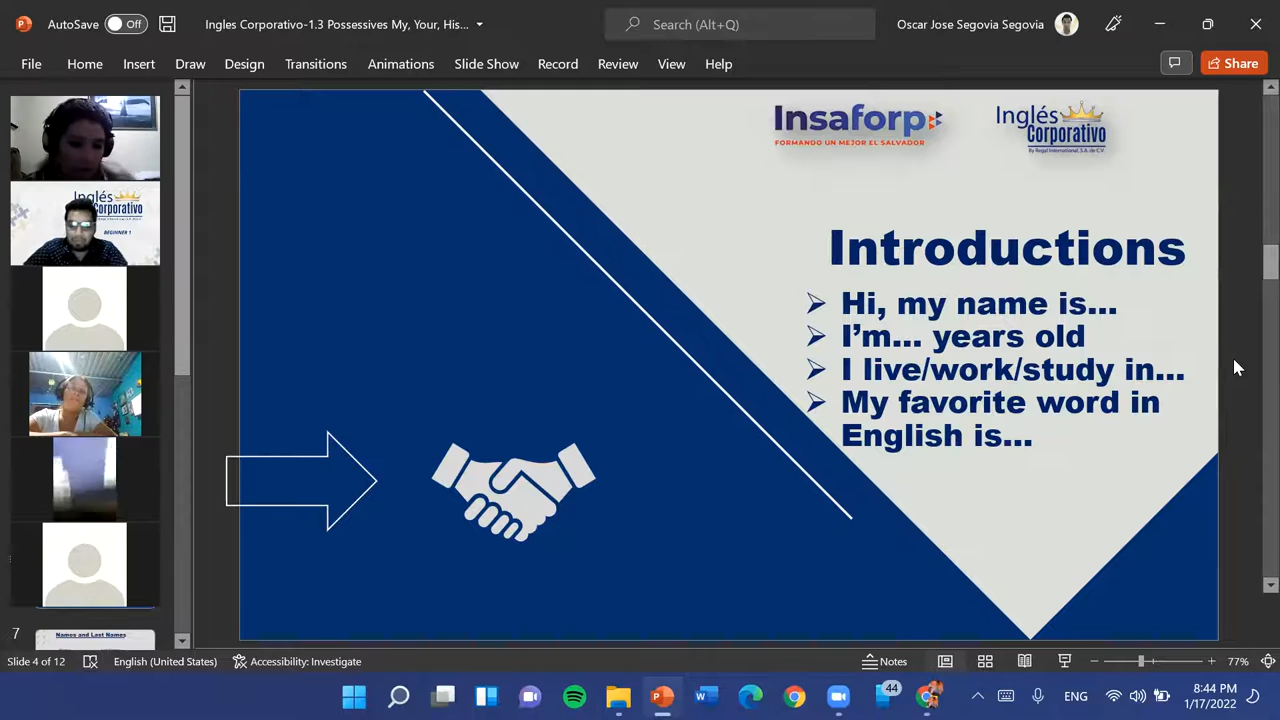 AutoSave Off
Ingles Corporativo-1.3 Possessives My, Your, His...
Search (Alt+Q)
Oscar Jose Segovia Segovia
File Home Insert Draw Design Transitions Animations Slide Show Record Review View Help
Share
Inglés
Corporativo
BEGINNER 1
Insaforp
FORMANDO UN MEJOR EL SALVADOR
Inglés
Corporativo
By Regal International, S.A. de C.V.
Introductions
Hi, my name is...
I'm... years old
I live/work/study in...
My favorite word in
English is...
7
Names and Last Names
Slide 4 of 12
English (United States)
Accessibility: Investigate
Notes
77%
44
ENG
8:44 PM
1/17/2022